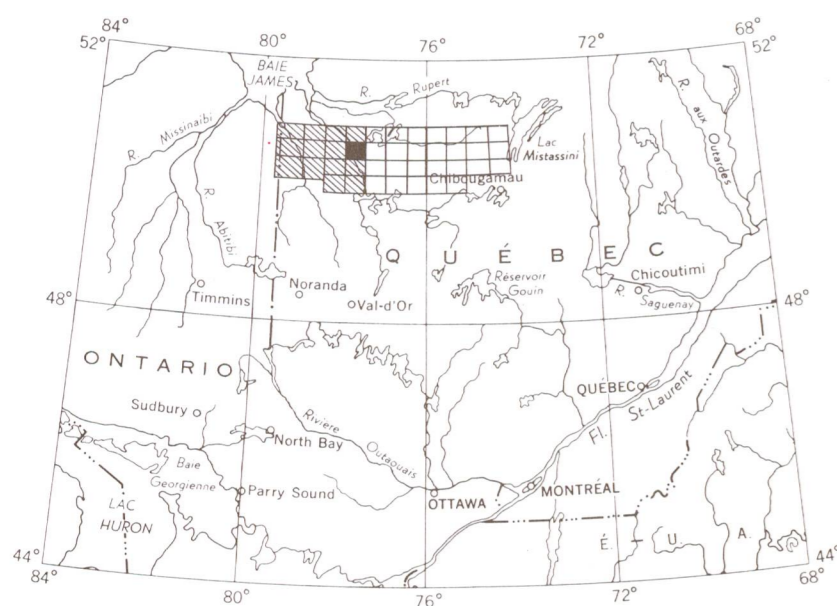 84°
52°
80°
76°
72°
68°
52°
BAIE
JAMES
R. Rupert
R. Missinaibi
R. aux Outardes
Lac
Mistassini
R. Abitibi
Chibougamau
QUÉBEC
Réservoir
Gouin
Chicoutimi
R. Saguenay
Noranda
Timmins
Val-d'Or
48°
48°
ONTARIO
QUÉBEC
Fl. St-Laurent
Sudbury
North Bay
Rivière Outaouais
Baie
Georgienne
Parry Sound
OTTAWA
MONTRÉAL
LAC
HURON
É.-U.A.
44°
84°
80°
76°
72°
44°
68°